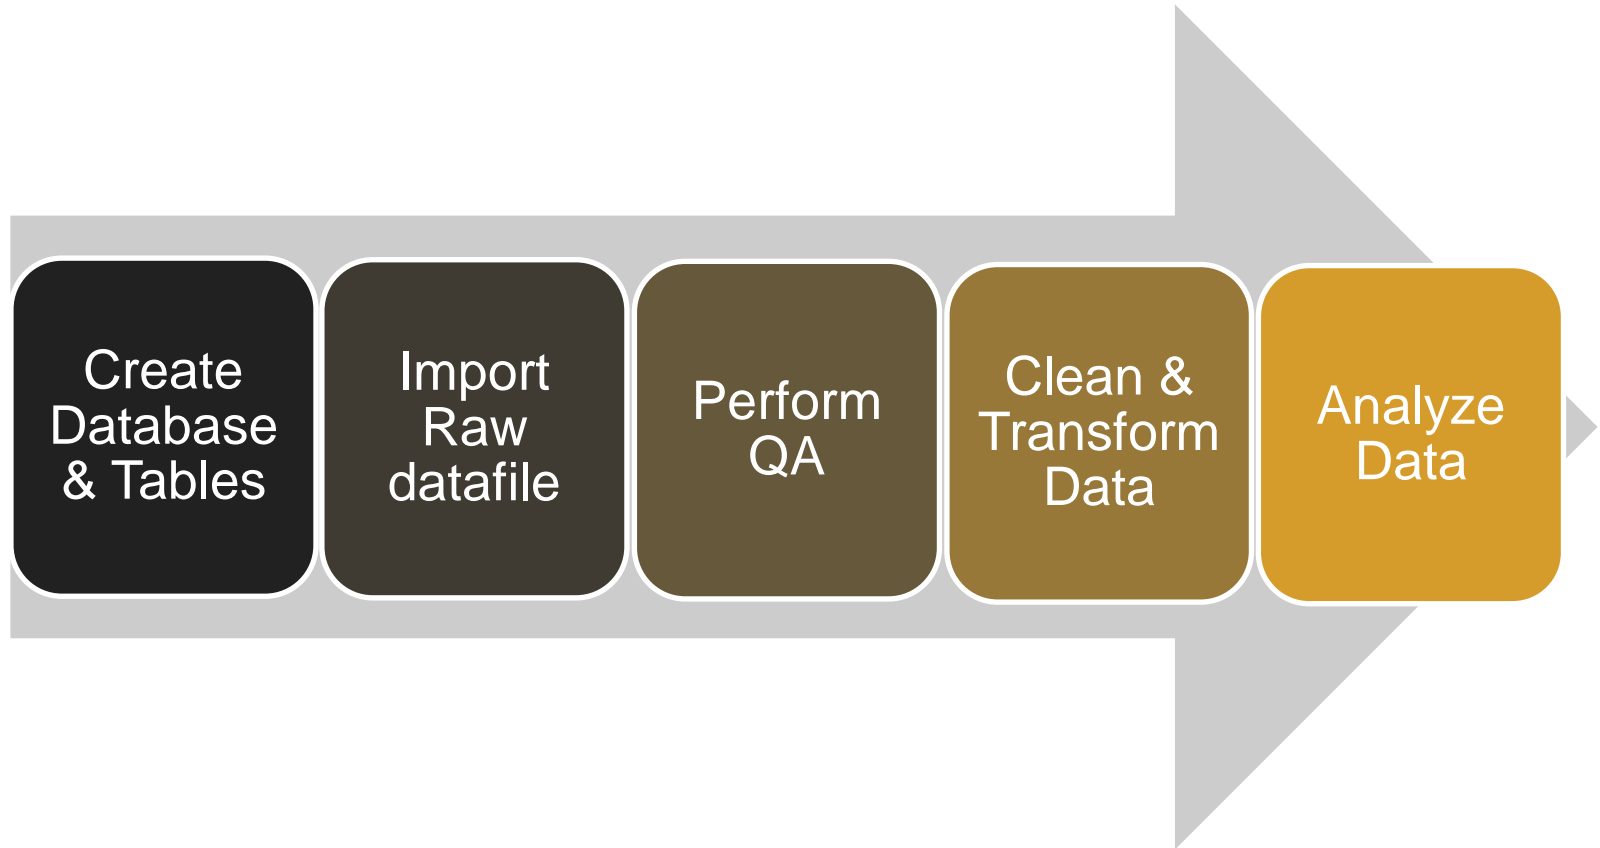 Create
Database
& Tables
Import
Raw
datafile
Perform
QA
Clean &
Transform
Data
Analyze
Data